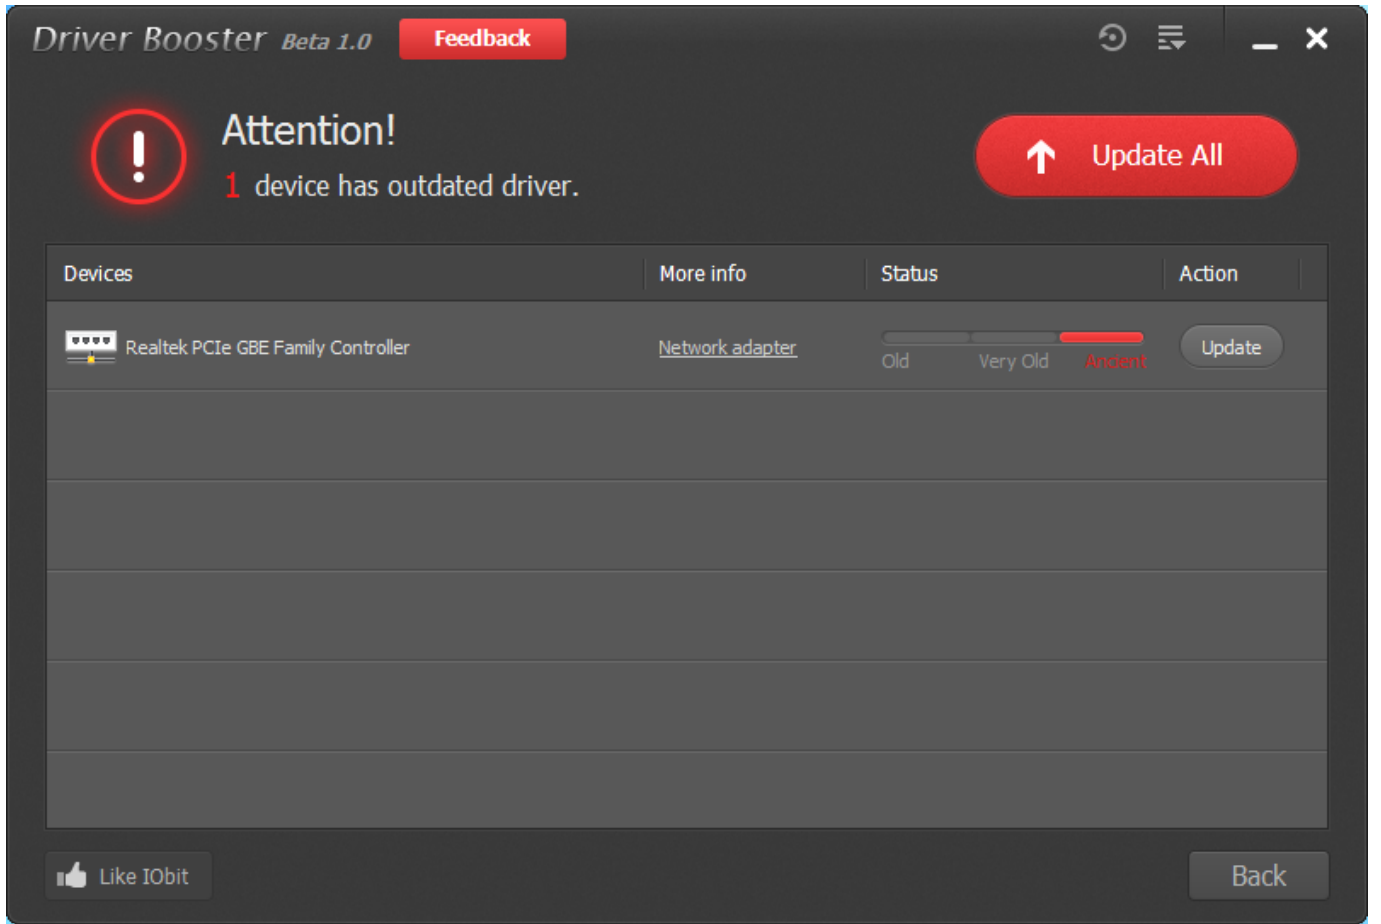 Driver Booster Beta 1.0 Feedback
Attention!
1 device has outdated driver.
Update All
Devices More info Status Action
Realtek PCIe GBE Family Controller Network adapter Old Very Old Ancient Update
Like IObit Back